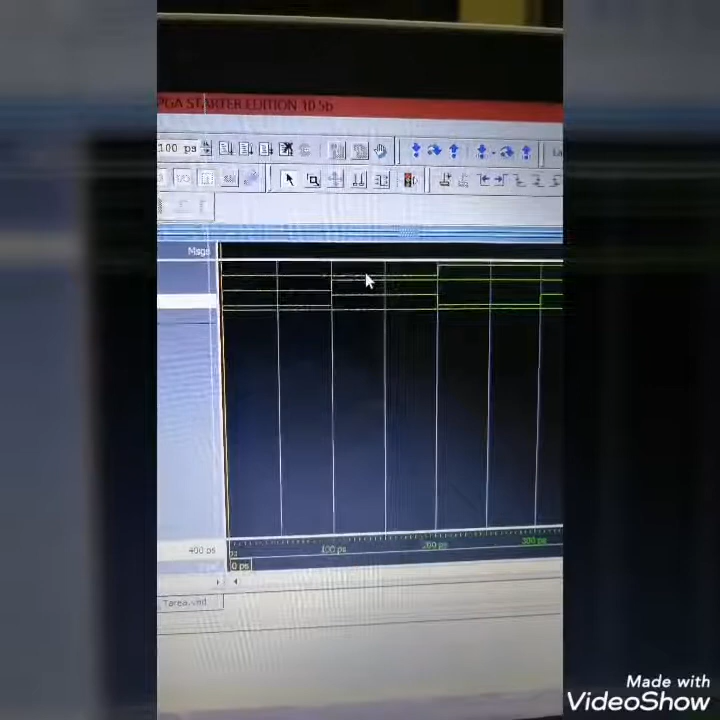 PGA STARTER EDITION 10.5b
100 ps
Msgs
400 ps
ps
100 ps
200 ps
300 ps
0 ps
Tarea.vhd
Made with
VideoShow